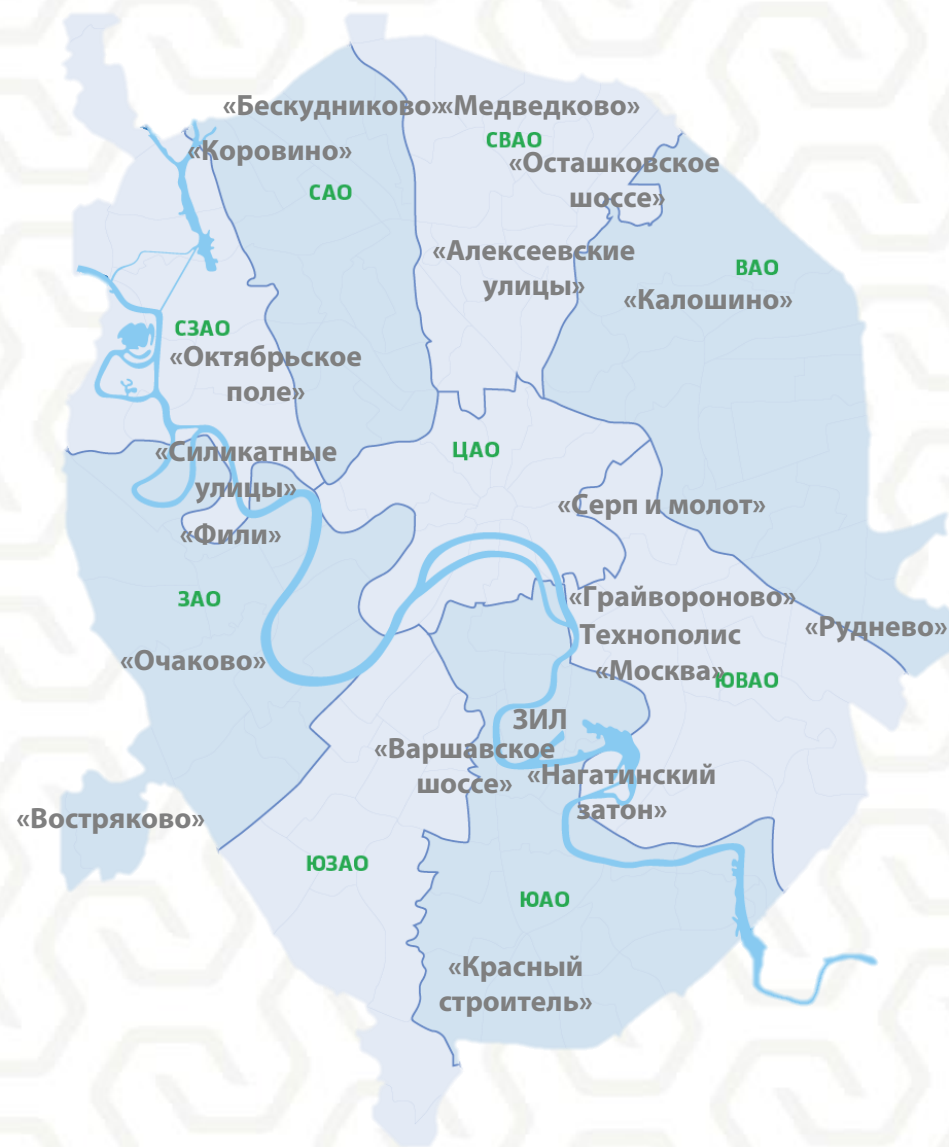 «Бескудниково»
«Медведково»
СВАО
«Коровино»
«Осташковское
шоссе»
САО
«Алексеевские
улицы»
ВАО
«Калошино»
СЗАО
«Октябрьское
поле»
ЦАО
«Силикатные
улицы»
«Серп и молот»
«Фили»
ЗАО
«Грайвороново»
«Руднево»
Технополис
«Москва»
ЮВАО
«Очаково»
ЗИЛ
«Варшавское
шоссе»
«Нагатинский
затон»
«Востряково»
ЮЗАО
ЮАО
«Красный
строитель»